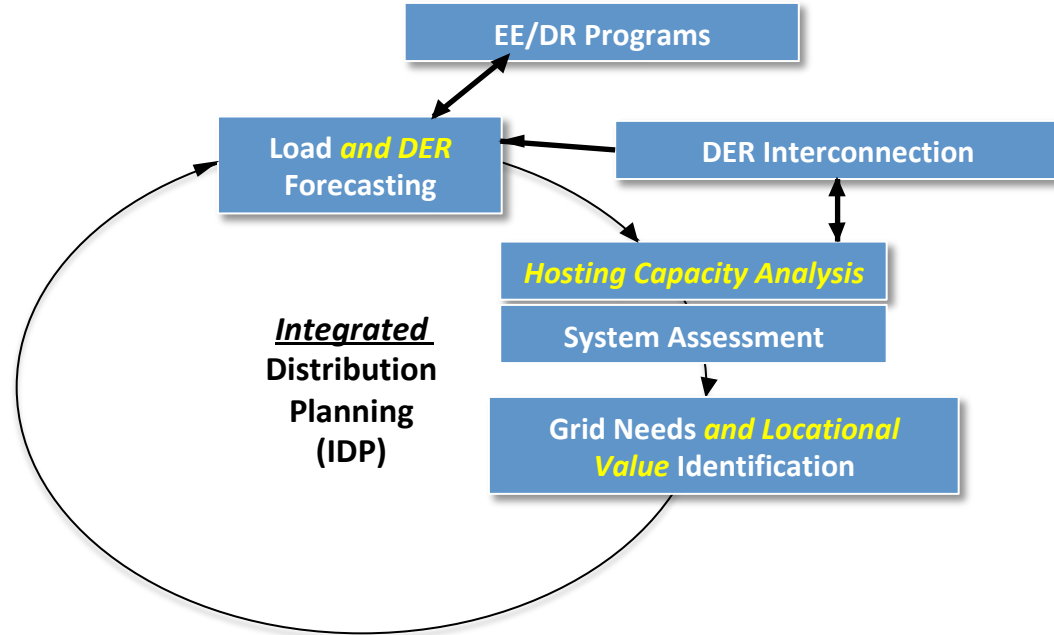 EE/DR Programs
Load and DER
Forecasting
DER Interconnection
Hosting Capacity Analysis
System Assessment
Integrated
Distribution
Planning
(IDP)
Grid Needs and Locational
Value Identification